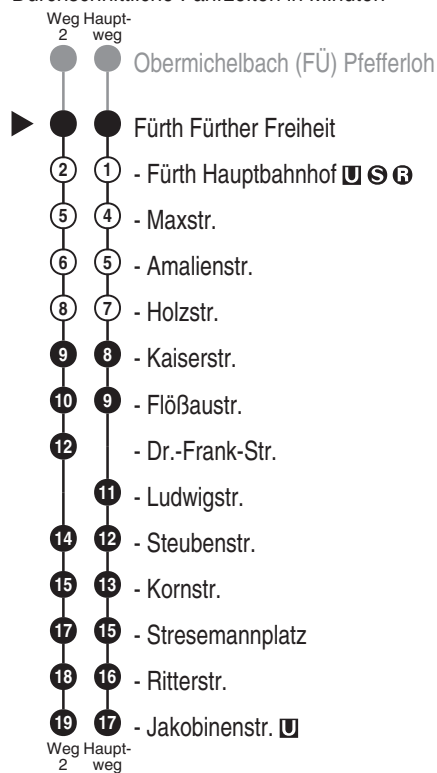 Durchschnittliche Fahrzeiten in Minuten
Weg Haupt-
2 weg
Obermichelbach (FÜ) Pfefferloh
Fürth Further Freiheit
2 1 - Fürth Hauptbahnhof U S R
5 4 - Maxstr.
6 5 - Amalienstr.
8 7 - Holzstr.
9 8 - Kaiserstr.
10 9 - Flößaustr.
12 - Dr.-Frank-Str.
11 - Ludwigstr.
14 12 - Steubenstr.
15 13 - Kornstr.
17 15 - Stresemannplatz
18 16 - Ritterstr.
19 17 - Jakobinenstr. U
Weg Haupt-
2 weg